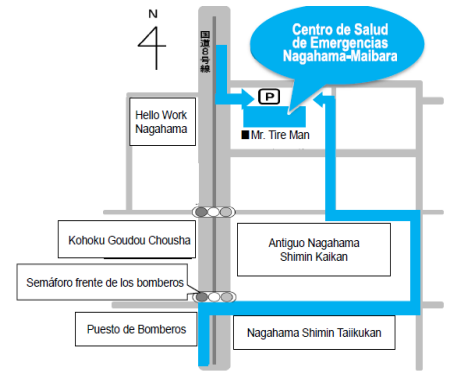 N
国道8号線
Centro de Salud
de Emergencias
Nagahama-Maibara
P
Hello Work
Nagahama
■Mr. Tire Man
Kohoku Goudou Chousha
Antiguo Nagahama
Shimin Kaikan
Semáforo frente de los bomberos
Puesto de Bomberos
Nagahama Shimin Taiikukan